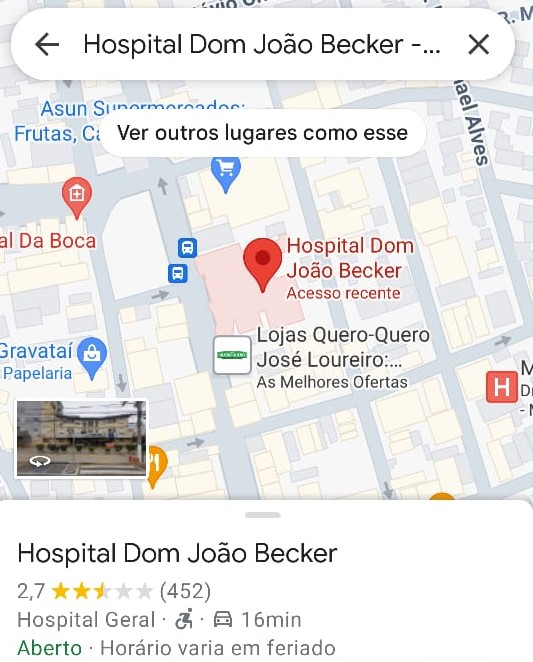 Hospital Dom João Becker -...
R. M
Asun Supermercados:
Frutas, Ca
Ver outros lugares como esse
ael Alves
al Da Boca
Hospital Dom
João Becker
Acesso recente
Lojas Quero-Quero
José Loureiro:...
As Melhores Ofertas
Gravataí
Papelaria
H
M
D
- N
Hospital Dom João Becker
2,7 (452)
Hospital Geral · · 16min
Aberto · Horário varia em feriado